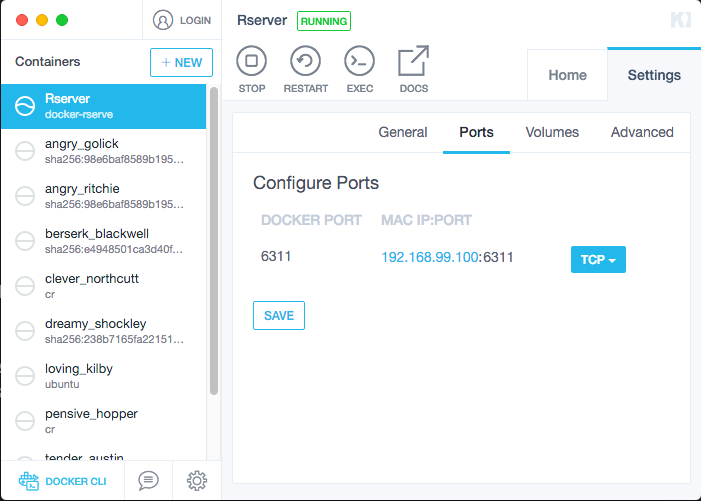 LOGIN
Rserver RUNNING
Containers
+ NEW
STOP RESTART EXEC DOCS
Home Settings
Rserver
docker-rserve
angry_golick
sha256:98e6baf8589b195…
angry_ritchie
sha256:98e6baf8589b195…
berserk_blackwell
sha256:e4948501ca3d40f…
clever_northcutt
cr
dreamy_shockley
sha256:238b7165fa22151…
loving_kilby
ubuntu
pensive_hopper
cr
tender_austin
DOCKER CLI
General Ports Volumes Advanced
Configure Ports
DOCKER PORT MAC IP:PORT
6311 192.168.99.100:6311 TCP
SAVE